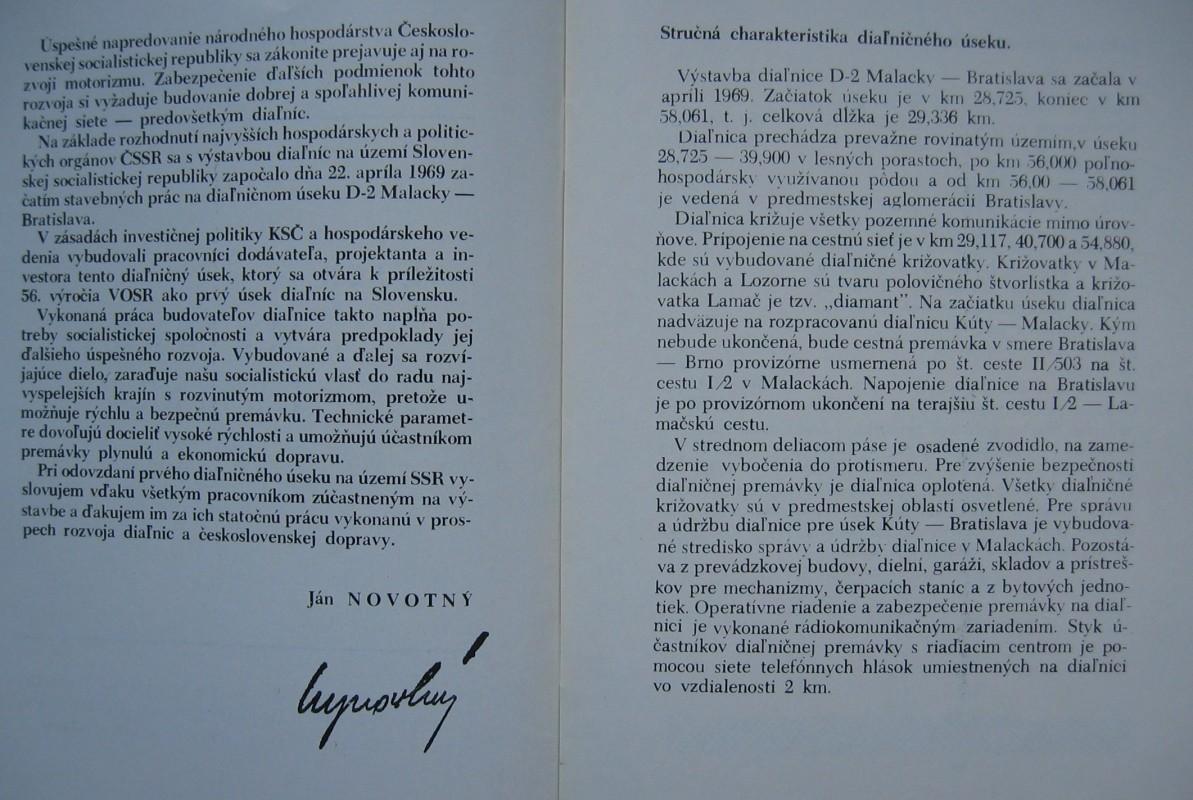 Úspešné napredovanie národného hospodárstva Českoslo-
venskej socialistickej republiky sa zákonite prejavuje aj na ro-
zvoji motorizmu. Zabezpečenie ďaľších podmienok tohto
rozvoja si vyžaduje budovanie dobrej a spoľahlivej komuni-
kačnej siete — predovšetkým diaľníc.
Na základe rozhodnutí najvyšších hospodárskych a politic-
kých orgánov ČSSR sa s výstavbou diaľníc na území Sloven-
skej socialistickej republiky započalo dňa 22. apríla 1969 za-
čatím stavebných prác na diaľničnom úseku D-2 Malacky —
Bratislava.
V zásadách investičnej politiky KSČ a hospodárskeho ve-
denia vybudovali pracovníci dodávateľa, projektanta a in-
vestora tento diaľničný úsek, ktorý sa otvára k príležitosti
56. výročia VOSR ako prvý úsek diaľníc na Slovensku.
Vykonaná práca budovateľov diaľnice takto napĺňa po-
treby socialistickej spoločnosti a vytvára predpoklady jej
ďalšieho úspešného rozvoja. Vybudované a ďalej sa rozví-
jajúce dielo, zaraďuje našu socialistickú vlasť do radu naj-
vyspelejších krajín s rozvinutým motorizmom, pretože u-
možňuje rýchlu a bezpečnú premávku. Technické paramet-
re dovoľujú docieliť vysoké rýchlosti a umožňujú účastníkom
premávky plynulú a ekonomickú dopravu.
Pri odovzdaní prvého diaľničného úseku na území SSR vy-
slovujem vďaku všetkým pracovníkom zúčastneným na vý-
stavbe a ďakujem im za ich statočnú prácu vykonanú v pros-
pech rozvoja diaľnic a československej dopravy.
Ján NOVOTNÝ
Stručná charakteristika diaľničného úseku.
Výstavba diaľnice D-2 Malacky — Bratislava sa začala v
apríli 1969. Začiatok úseku je v km 28,725, koniec v km
58,061, t. j. celková dĺžka je 29,336 km.
Diaľnica prechádza prevažne rovinatým územím,v úseku
28,725 — 39,900 v lesných porastoch, po km 56,000 poľno-
hospodársky využívanou pôdou a od km 56,00 — 58,061
je vedená v predmestskej aglomerácii Bratislavy.
Diaľnica križuje všetky pozemné komunikácie mimo úrov-
ňove. Pripojenie na cestnú sieť je v km 29,117, 40,700 a 54,880,
kde sú vybudované diaľničné križovatky. Križovatky v Ma-
lackách a Lozorne sú tvaru polovičného štvorlístka a križo-
vatka Lamač je tzv. „diamant”. Na začiatku úseku diaľnica
nadväzuje na rozpracovanú diaľnicu Kúty — Malacky. Kým
nebude ukončená, bude cestná premávka v smere Bratislava
— Brno provizórne usmernená po št. ceste II/503 na št.
cestu I/2 v Malackách. Napojenie diaľnice na Bratislavu
je po provizórnom ukončení na terajšiu št. cestu I/2 — La-
mačskú cestu.
V strednom deliacom páse je osadené zvodidlo, na zame-
dzenie vybočenia do protismeru. Pre zvýšenie bezpečnosti
diaľničnej premávky je diaľnica oplotená. Všetky diaľničné
križovatky sú v predmestskej oblasti osvetlené. Pre správu
a údržbu diaľnice pre úsek Kúty — Bratislava je vybudova-
né stredisko správy a údržby diaľnice v Malackách. Pozostá-
va z prevádzkovej budovy, dielní, garáží, skladov a prístreš-
kov pre mechanizmy, čerpacích staníc a z bytových jedno-
tiek. Operatívne riadenie a zabezpečenie premávky na diaľ-
nici je vykonané rádiokomunikačným zariadením. Styk ú-
častníkov diaľničnej premávky s riadiacim centrom je po-
mocou siete telefónnych hlások umiestnených na diaľnici
vo vzdialenosti 2 km.